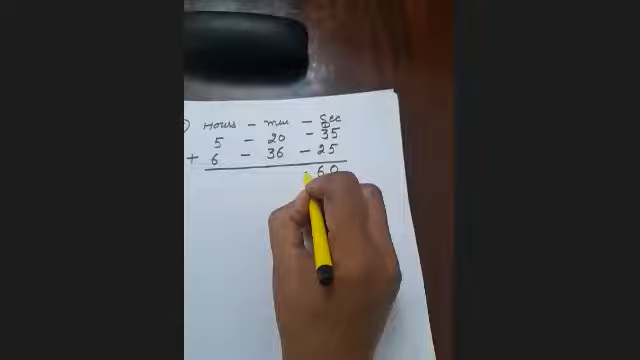 Hours - min - Sec
5 - 20 - 35
+ 6 - 36 - 25
- 60